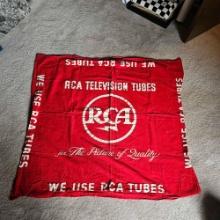 WE USE RCA TUBES
WE USE RCA TUBES
RCA TELEVISION TUBES
RCA
for The Picture of Quality
WE USE RCA TUBES
WE USE RCA TUBES